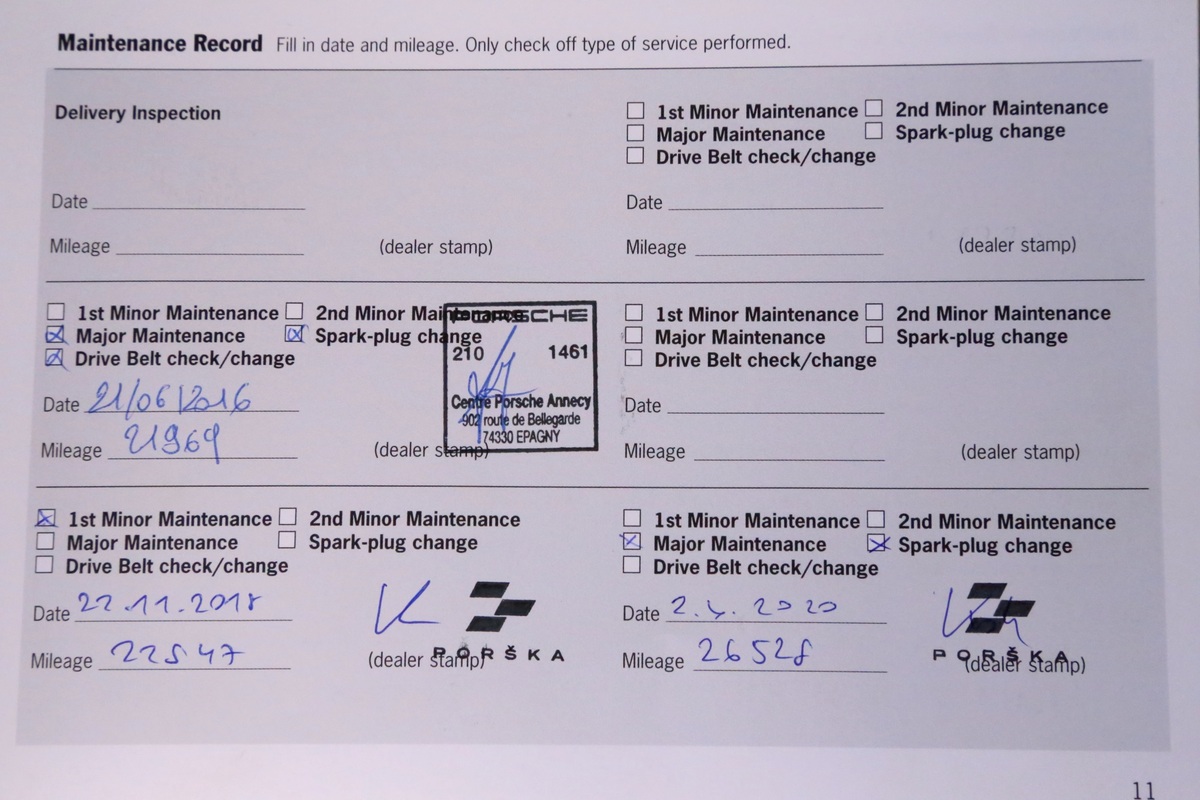 Maintenance Record Fill in date and mileage. Only check off type of service performed.
Delivery Inspection
Date
Mileage (dealer stamp)
1st Minor Maintenance 2nd Minor Maintenance
Major Maintenance Spark-plug change
Drive Belt check/change
Date
Mileage (dealer stamp)
1st Minor Maintenance 2nd Minor Maintenance
Major Maintenance Spark-plug change
Drive Belt check/change
Date 21/06/2016
Mileage 21969
(dealer stamp)
PORSCHE
210 1461
Centre Porsche Annecy
902 route de Bellegarde
74330 EPAGNY
1st Minor Maintenance 2nd Minor Maintenance
Major Maintenance Spark-plug change
Drive Belt check/change
Date
Mileage (dealer stamp)
1st Minor Maintenance 2nd Minor Maintenance
Major Maintenance Spark-plug change
Drive Belt check/change
Date 22.11.2018
Mileage 22547
(dealer stamp)
PORŠKA
1st Minor Maintenance 2nd Minor Maintenance
Major Maintenance Spark-plug change
Drive Belt check/change
Date 2.4.2020
Mileage 26528
(dealer stamp)
PORŠKA
11